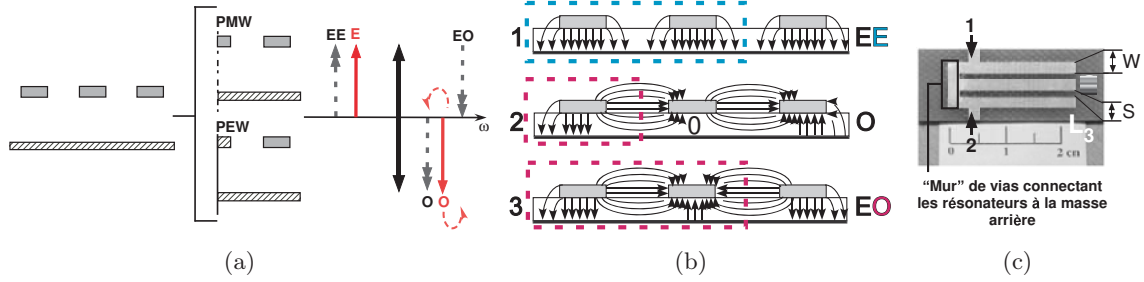 PMW
PEW
EE E EO
ω
O O
(a)
1 EE
2 0 O
3 EO
(b)
1
W
S
L3
2
0 1 2 cm
“Mur” de vias connectant
les résonateurs à la masse
arrière
(c)